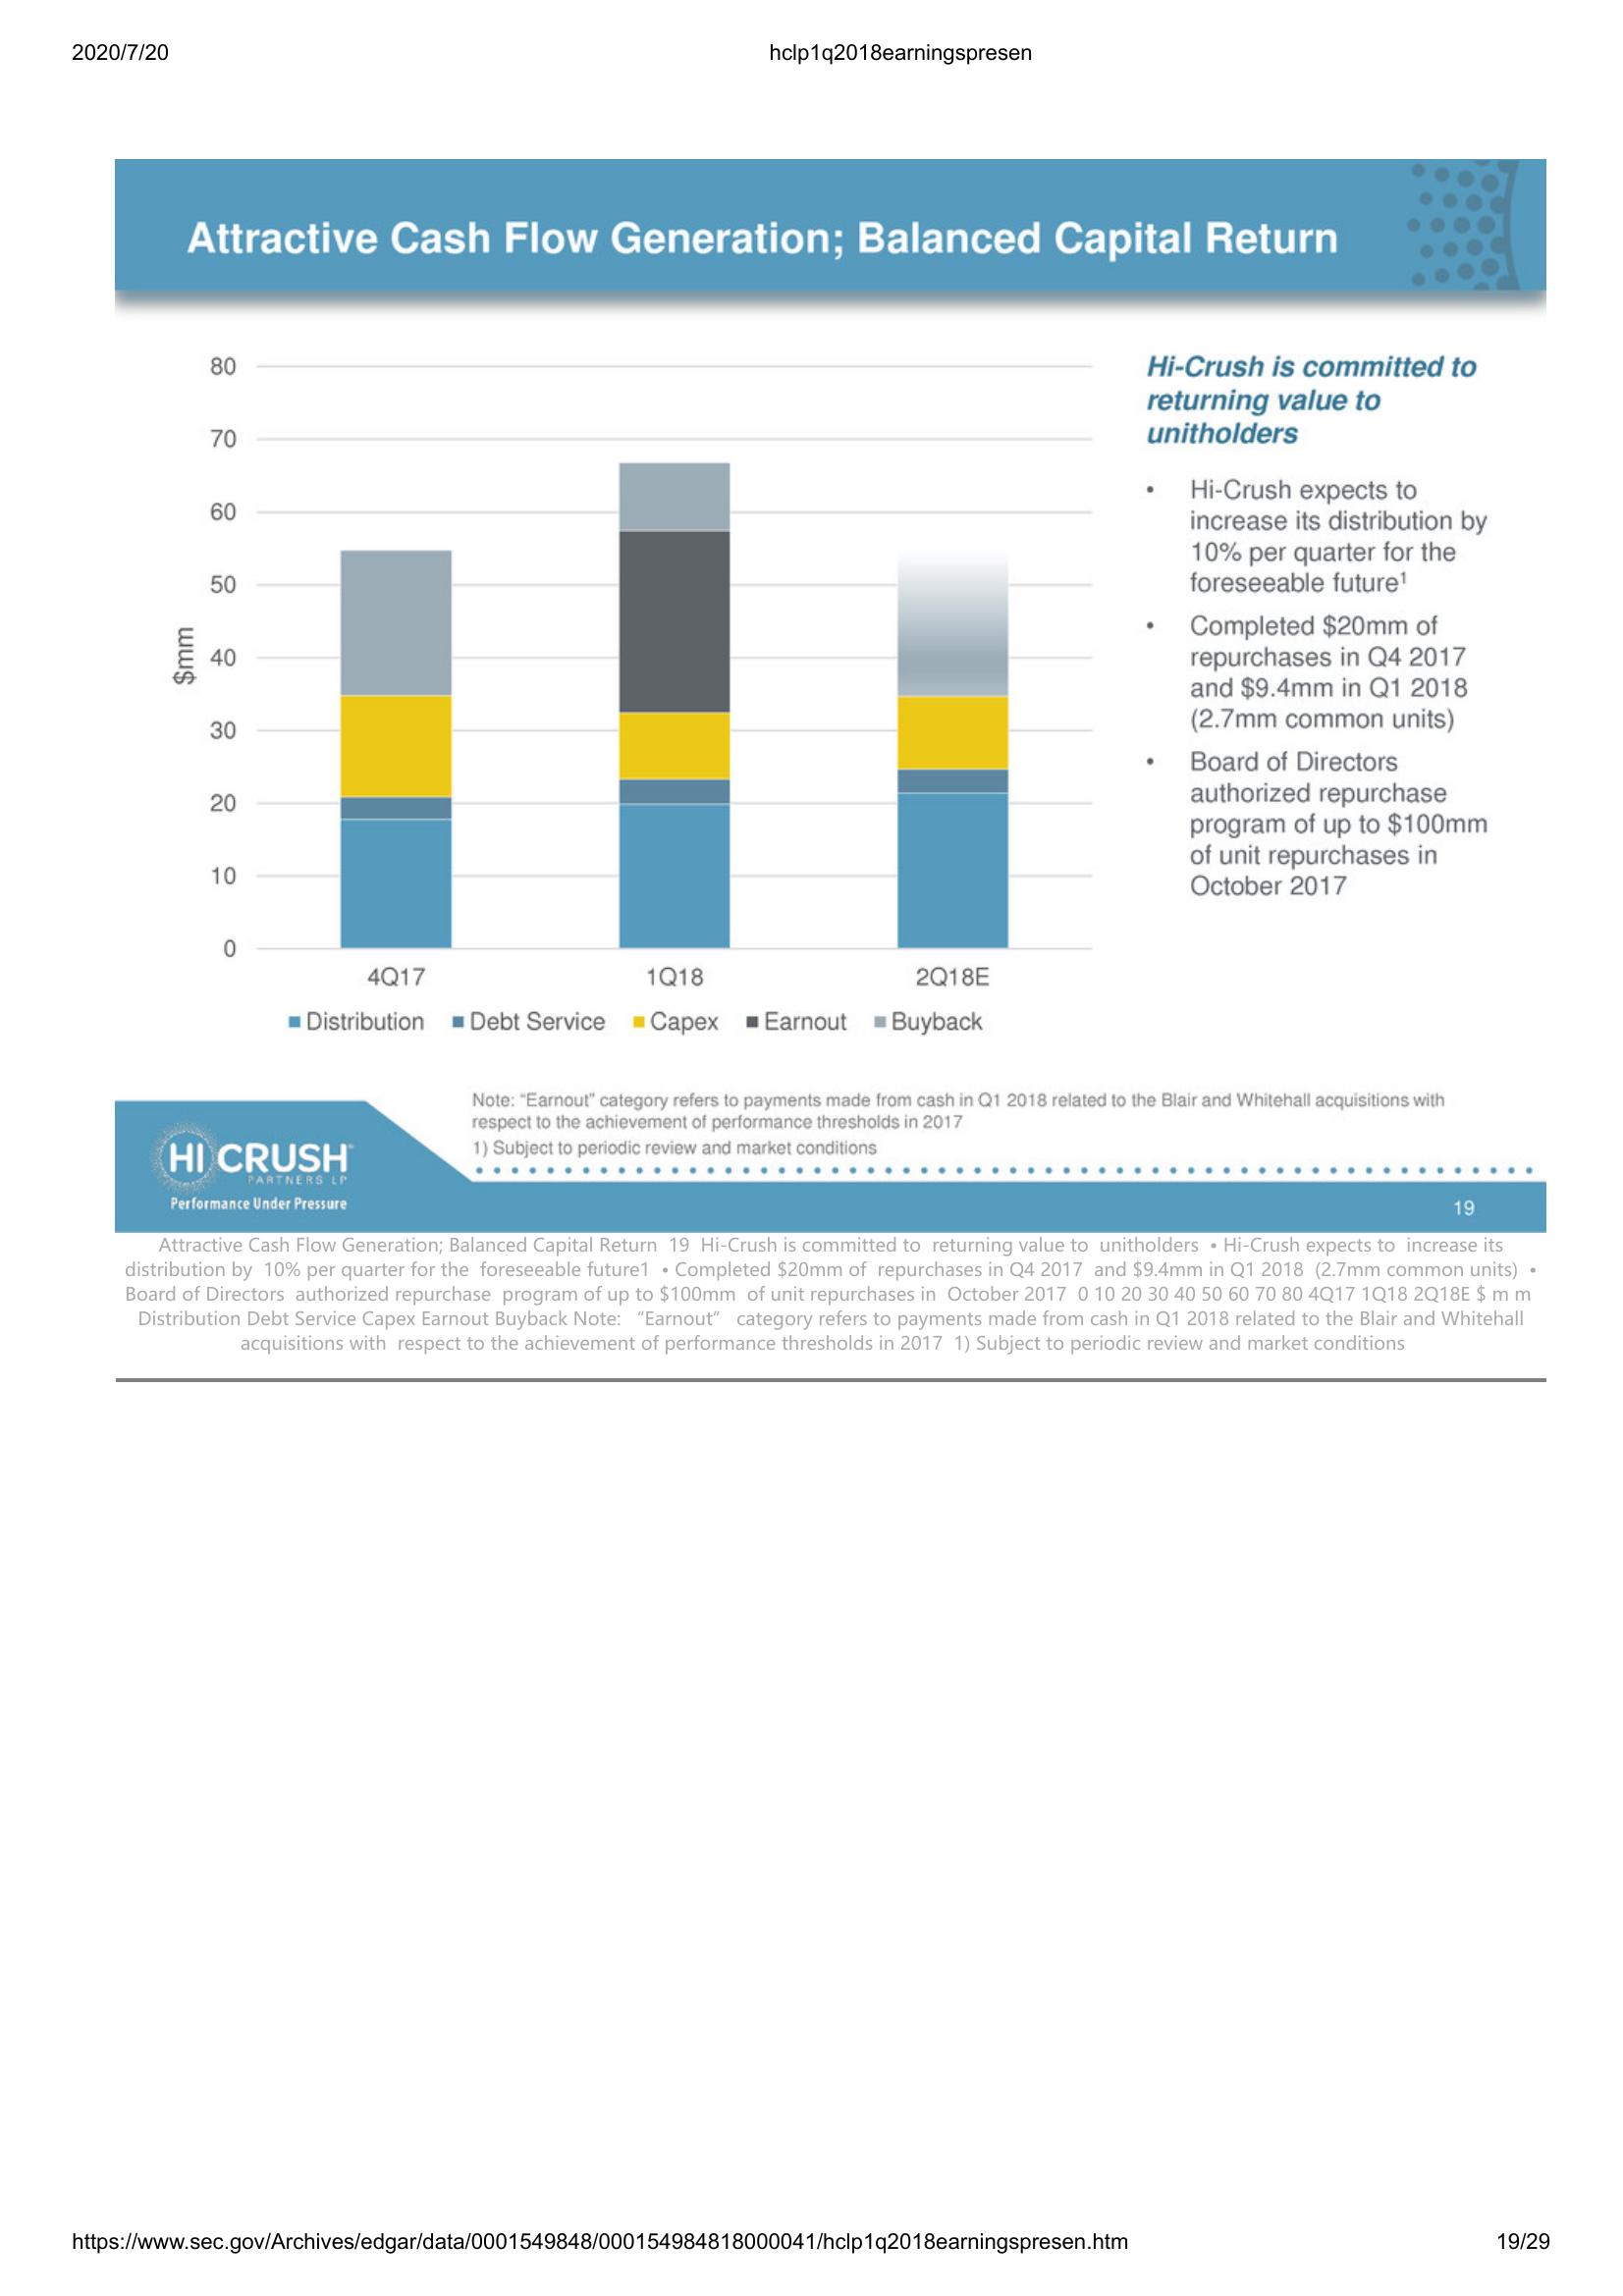 2020/7/20
hclp1q2018earningspresen
Attractive Cash Flow Generation; Balanced Capital Return
80
70
60
50
40
30
20
10
0
$mm
4Q17
1Q18
2Q18E
Distribution
Debt Service
Capex
Earnout
Buyback
Hi-Crush is committed to
returning value to
unitholders
• Hi-Crush expects to
increase its distribution by
10% per quarter for the
foreseeable future¹
• Completed $20mm of
repurchases in Q4 2017
and $9.4mm in Q1 2018
(2.7mm common units)
• Board of Directors
authorized repurchase
program of up to $100mm
of unit repurchases in
October 2017
Note: “Earnout” category refers to payments made from cash in Q1 2018 related to the Blair and Whitehall acquisitions with
respect to the achievement of performance thresholds in 2017
1) Subject to periodic review and market conditions
HI CRUSH
PARTNERS LP
Performance Under Pressure
19
Attractive Cash Flow Generation; Balanced Capital Return 19 Hi-Crush is committed to returning value to unitholders • Hi-Crush expects to increase its
distribution by 10% per quarter for the foreseeable future1 • Completed $20mm of repurchases in Q4 2017 and $9.4mm in Q1 2018 (2.7mm common units) •
Board of Directors authorized repurchase program of up to $100mm of unit repurchases in October 2017 0 10 20 30 40 50 60 70 80 4Q17 1Q18 2Q18E $ m m
Distribution Debt Service Capex Earnout Buyback Note: “Earnout” category refers to payments made from cash in Q1 2018 related to the Blair and Whitehall
acquisitions with respect to the achievement of performance thresholds in 2017 1) Subject to periodic review and market conditions
https://www.sec.gov/Archives/edgar/data/0001549848/000154984818000041/hclp1q2018earningspresen.htm
19/29